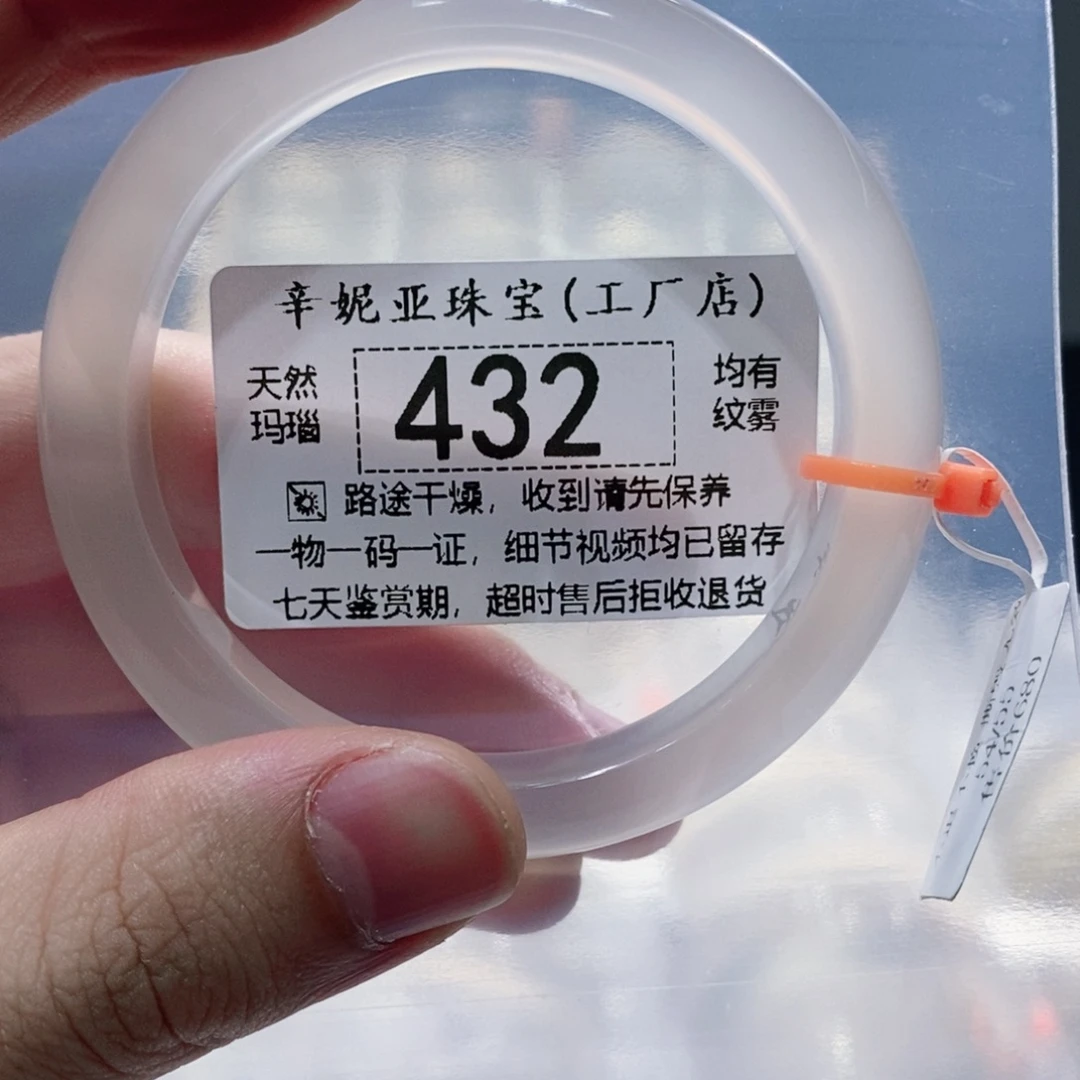 辛妮亚珠宝(工厂店)
天然
玛瑙
432
均有
纹雾
路途干燥，收到请先保养
一物一码一证，细节视频均已留存
七天鉴赏期，超时售后拒收退货